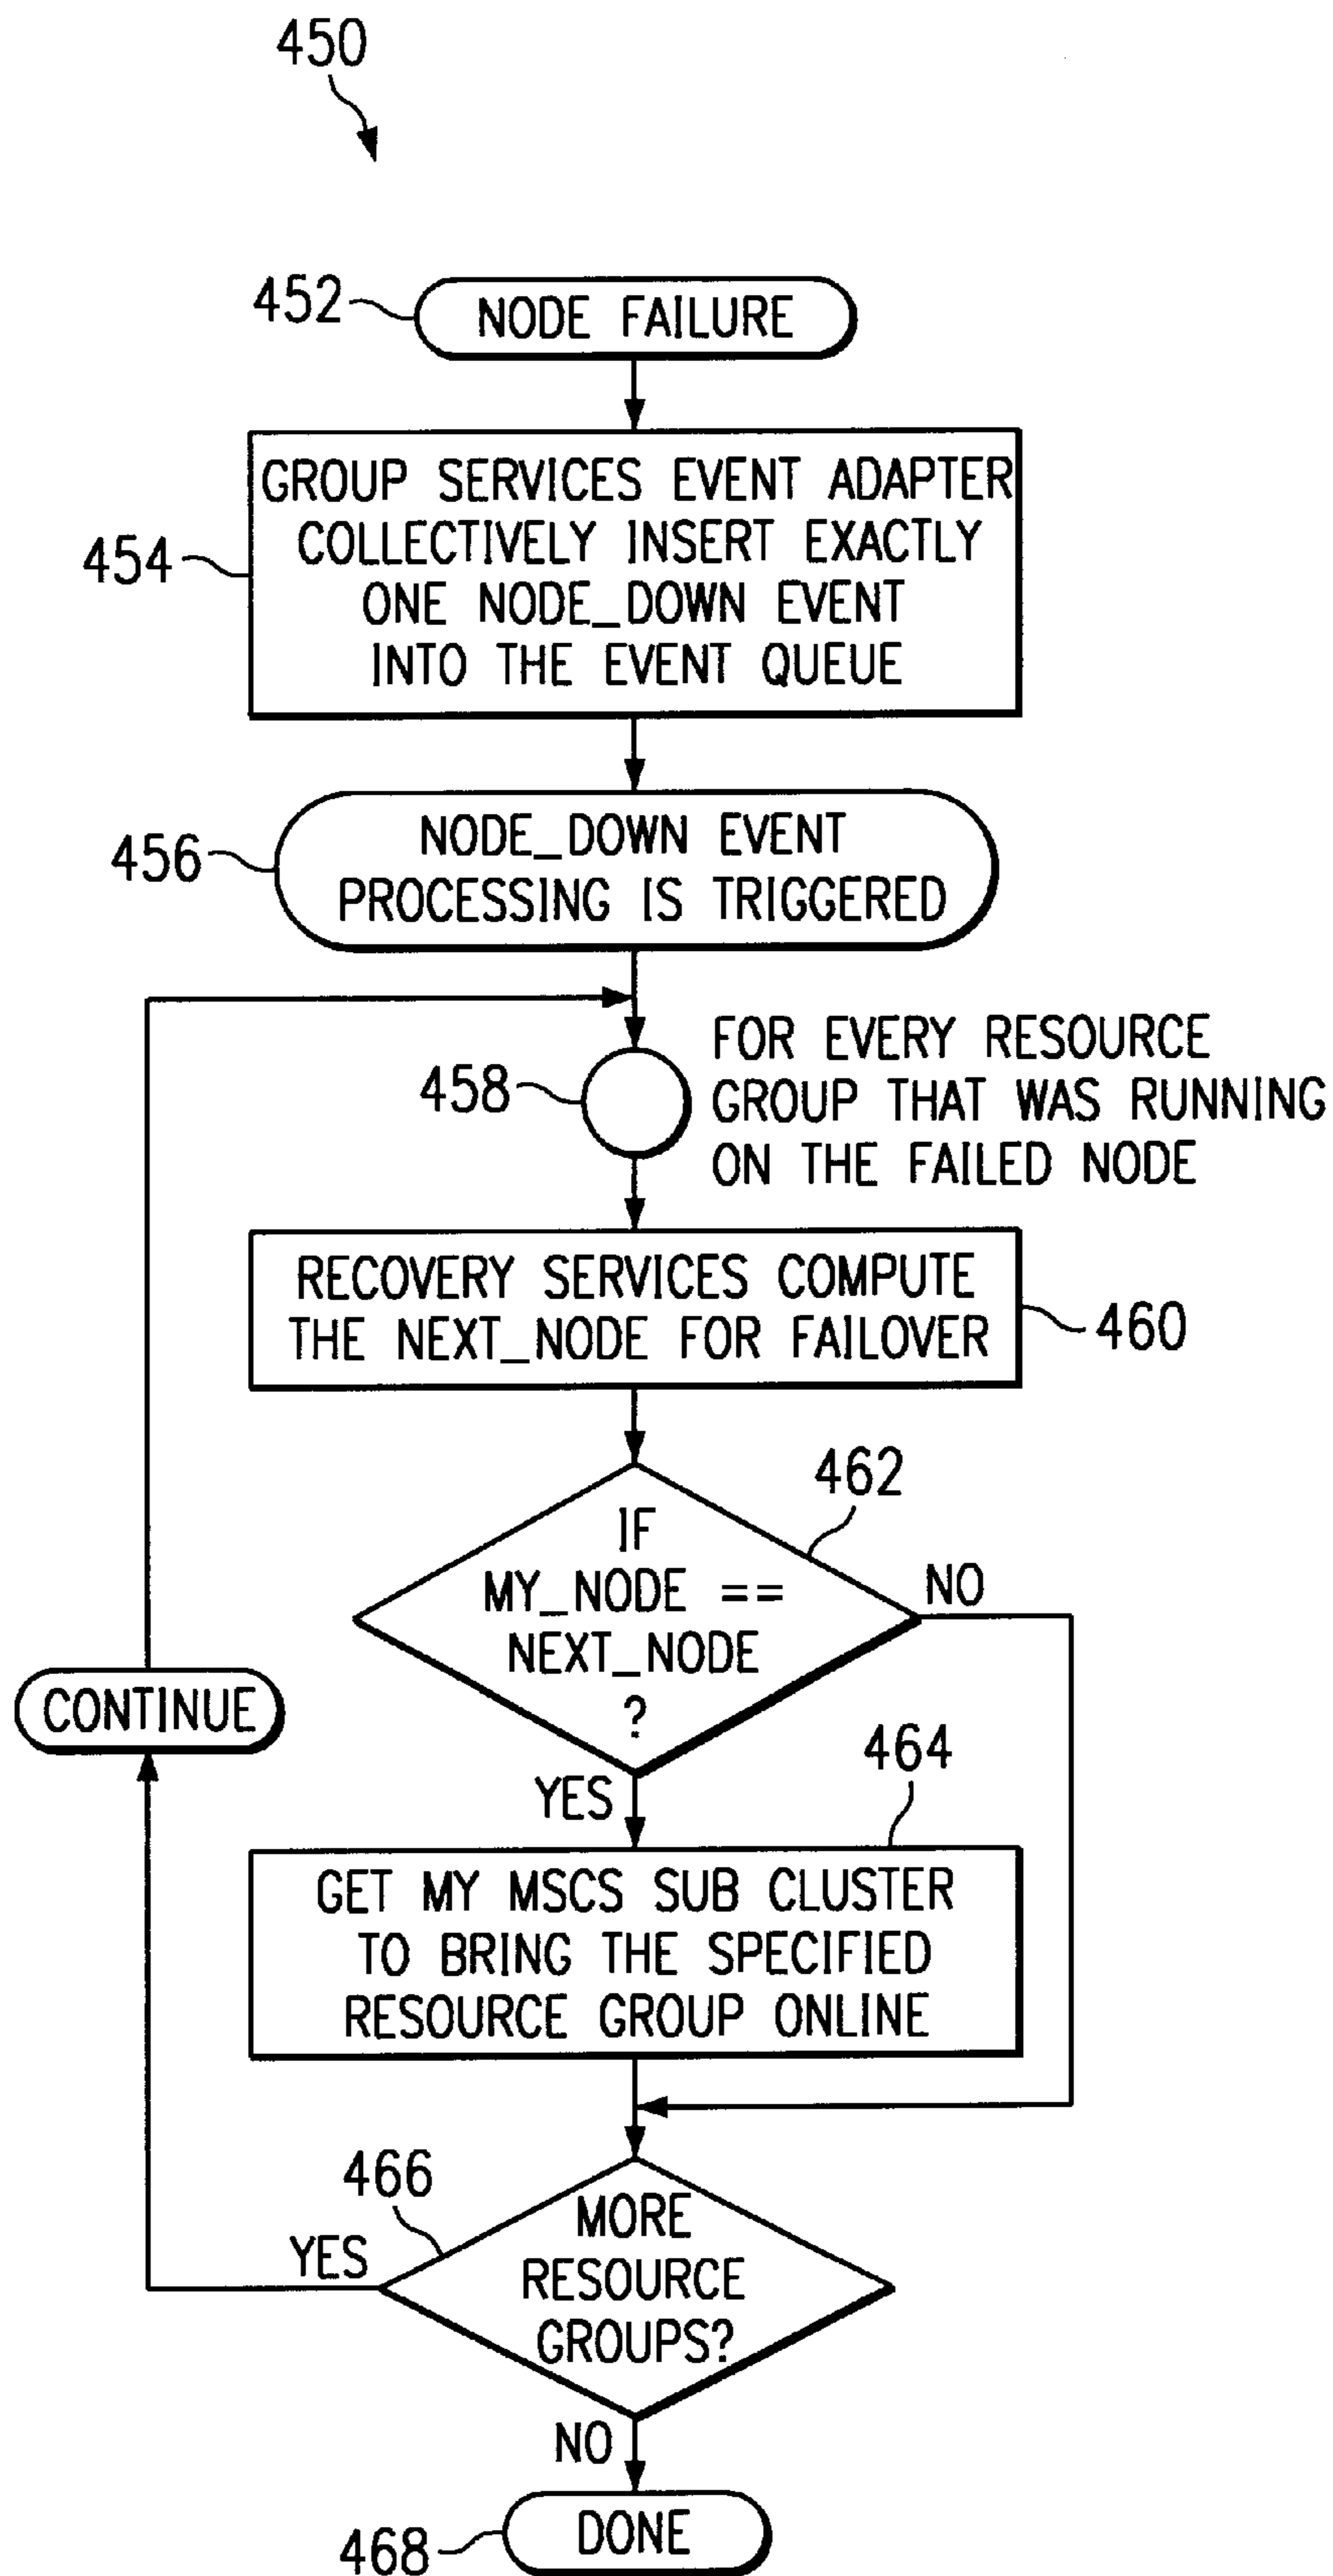 450
452
NODE FAILURE
454
GROUP SERVICES EVENT ADAPTER
COLLECTIVELY INSERT EXACTLY
ONE NODE_DOWN EVENT
INTO THE EVENT QUEUE
456
NODE_DOWN EVENT
PROCESSING IS TRIGGERED
458
FOR EVERY RESOURCE
GROUP THAT WAS RUNNING
ON THE FAILED NODE
RECOVERY SERVICES COMPUTE
THE NEXT_NODE FOR FAILOVER
460
462
IF
MY_NODE ==
NEXT_NODE
?
NO
CONTINUE
YES
464
GET MY MSCS SUB CLUSTER
TO BRING THE SPECIFIED
RESOURCE GROUP ONLINE
466
YES
MORE
RESOURCE
GROUPS?
NO
468
DONE